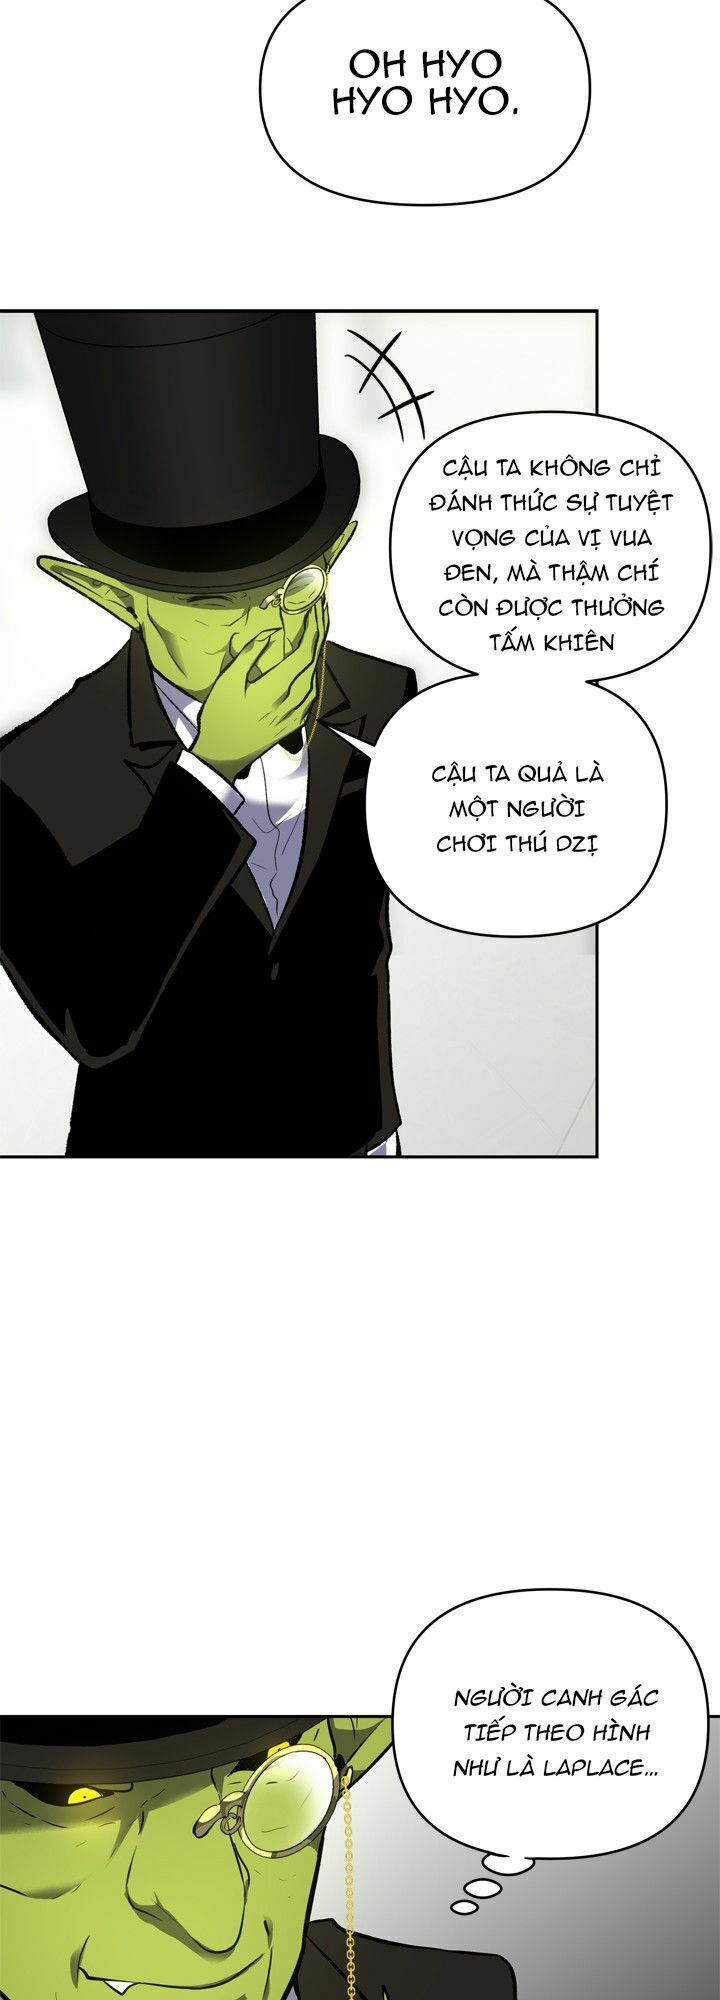 OH HYO
HYO HYO.
CẬU TA KHÔNG CHỈ
ĐÁNH THỨC SỰ TUYỆT
VỌNG CỦA VỊ VUA
ĐEN, MÀ THẬM CHÍ
CÒN ĐƯỢC THƯỞNG
TẤM KHIÊN
CẬU TA QUẢ LÀ
MỘT NGƯỜI
CHƠI THÚ DZỊ
NGƯỜI CANH GÁC
TIẾP THEO HÌNH
NHƯ LÀ LAPLACE...